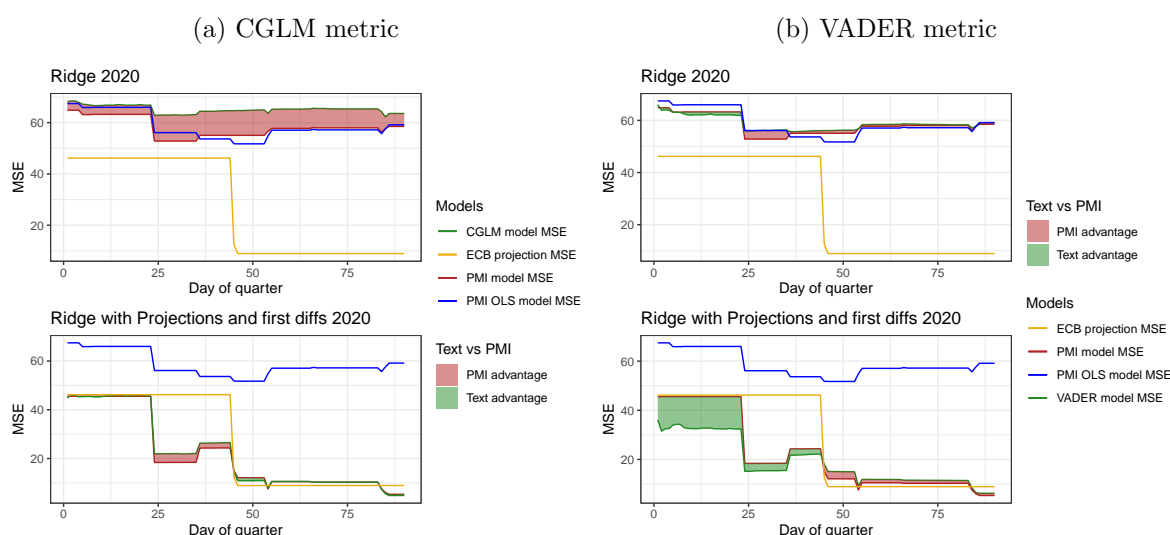 (a) CGLM metric
Ridge 2020
MSE
60
40
20
0
25
50
75
Day of quarter
Ridge with Projections and first diffs 2020
MSE
60
40
20
0
25
50
75
Day of quarter
Models
CGLM model MSE
ECB projection MSE
PMI model MSE
PMI OLS model MSE
Text vs PMI
PMI advantage
Text advantage
(b) VADER metric
Ridge 2020
MSE
60
40
20
0
25
50
75
Day of quarter
Ridge with Projections and first diffs 2020
MSE
60
40
20
0
25
50
75
Day of quarter
Text vs PMI
PMI advantage
Text advantage
Models
ECB projection MSE
PMI model MSE
PMI OLS model MSE
VADER model MSE